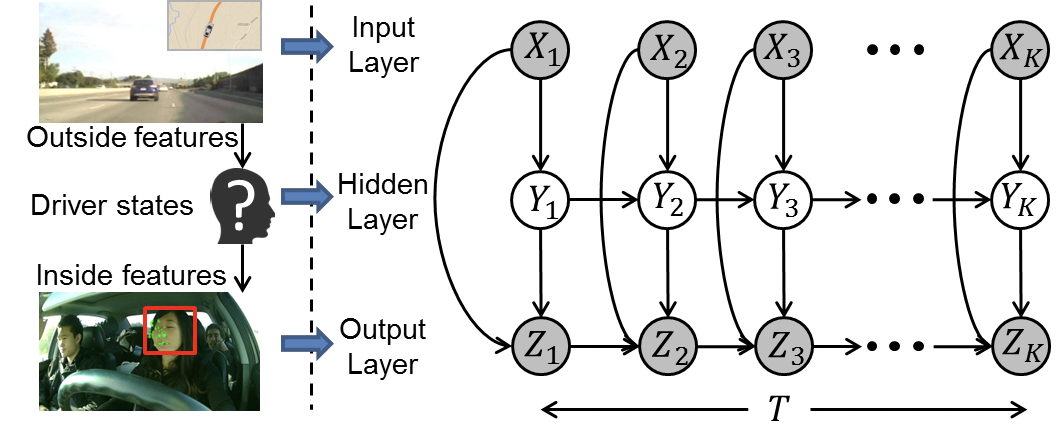 Outside features
Driver states
?
Inside features
Input
Layer
Hidden
Layer
Output
Layer
X1 X2 X3 ••• XK
Y1 Y2 Y3 ••• YK
Z1 Z2 Z3 ••• ZK
T